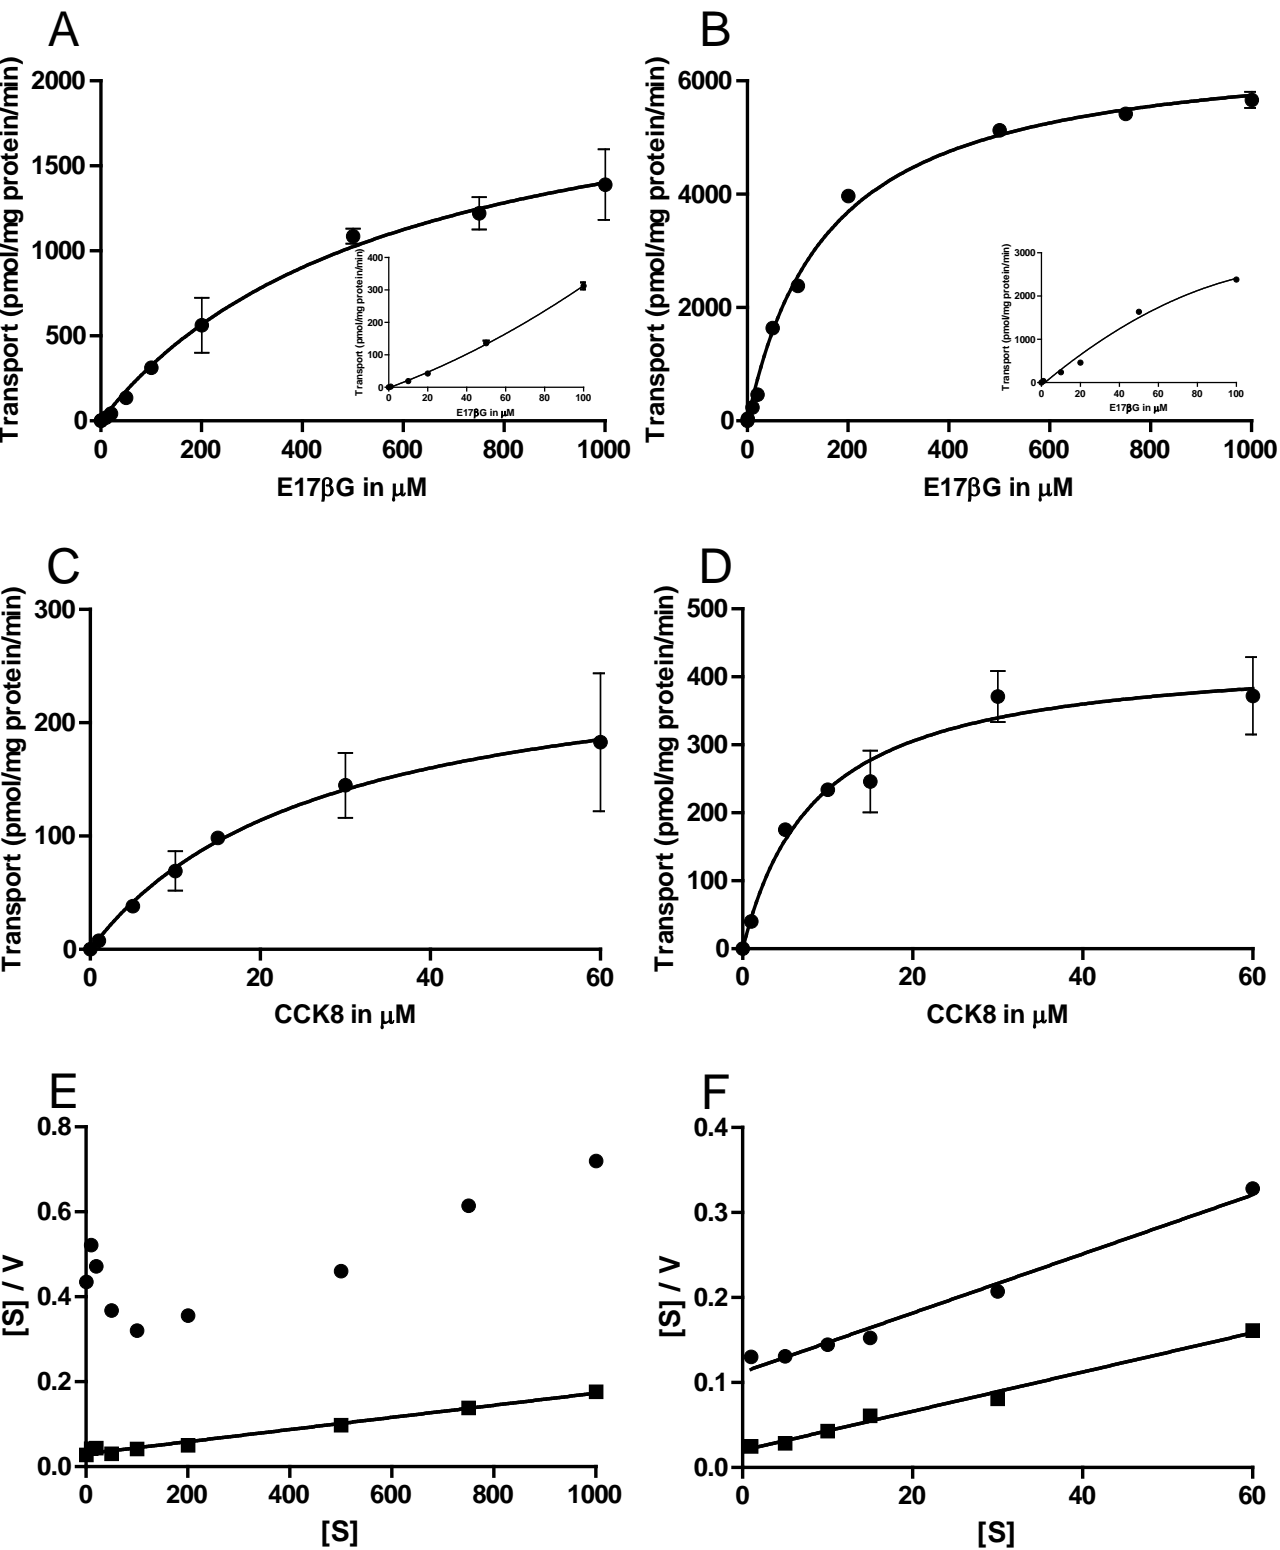 A
Transport (pmol/mg protein/min)
2000
1500
1000
500
0
0 200 400 600 800 1000
E17βG in μM
Transport (pmol/mg protein/min)
400
300
200
100
0
0 20 40 60 80 100
E17βG in μM
B
Transport (pmol/mg protein/min)
6000
4000
2000
0
0 200 400 600 800 1000
E17βG in μM
Transport (pmol/mg protein/min)
3000
2000
1000
0
0 20 40 60 80 100
E17βG in μM
C
Transport (pmol/mg protein/min)
300
200
100
0
0 20 40 60
CCK8 in μM
D
Transport (pmol/mg protein/min)
500
400
300
200
100
0
0 20 40 60
CCK8 in μM
E
[S] / V
0.8
0.6
0.4
0.2
0.0
0 200 400 600 800 1000
[S]
F
[S] / V
0.4
0.3
0.2
0.1
0.0
0 20 40 60
[S]